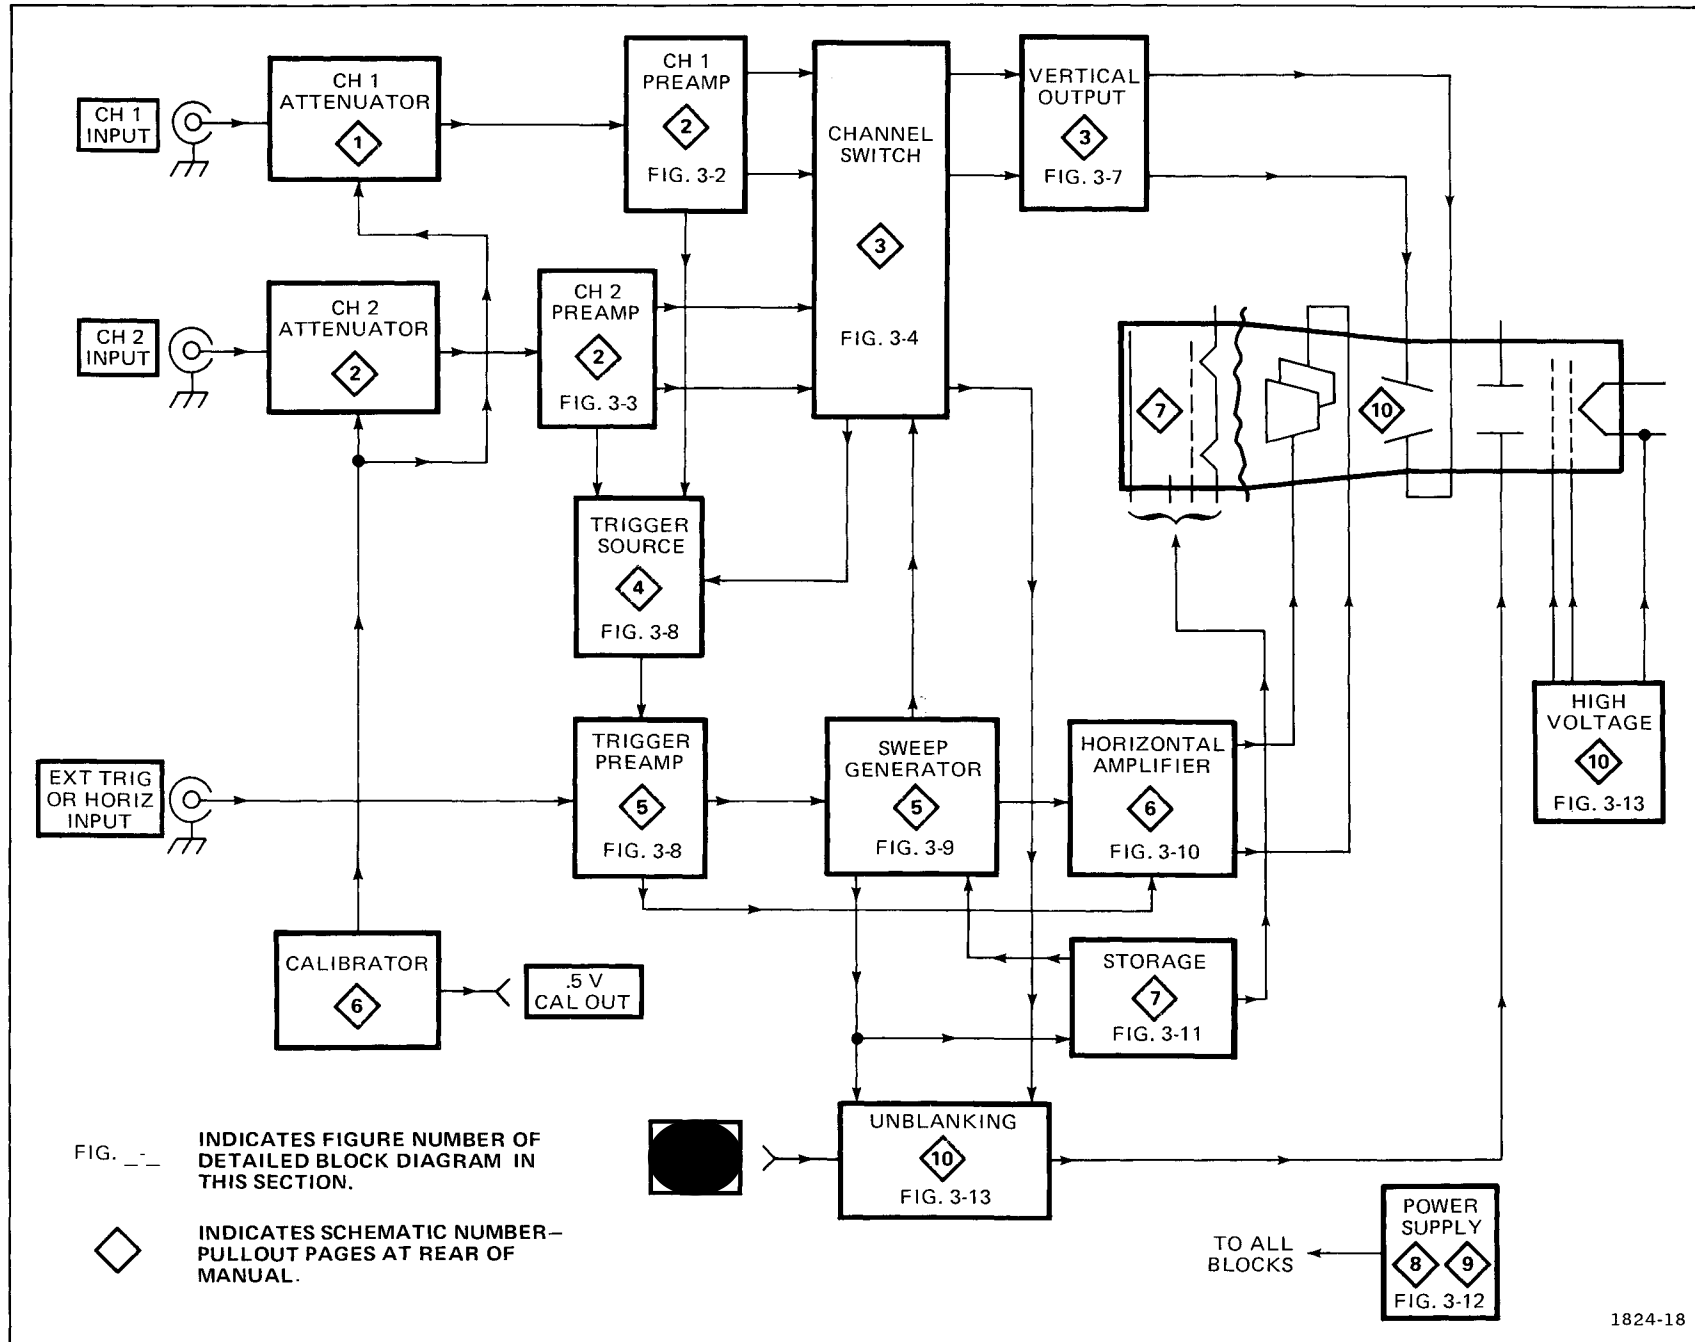 CH 1
INPUT
CH 1
ATTENUATOR
1
CH 1
PREAMP
2
FIG. 3-2
CHANNEL
SWITCH
3
FIG. 3-4
VERTICAL
OUTPUT
3
FIG. 3-7
CH 2
INPUT
CH 2
ATTENUATOR
2
CH 2
PREAMP
2
FIG. 3-3
7
10
TRIGGER
SOURCE
4
FIG. 3-8
HIGH
VOLTAGE
10
FIG. 3-13
EXT TRIG
OR HORIZ
INPUT
TRIGGER
PREAMP
5
FIG. 3-8
SWEEP
GENERATOR
5
FIG. 3-9
HORIZONTAL
AMPLIFIER
6
FIG. 3-10
CALIBRATOR
6
.5 V
CAL OUT
STORAGE
7
FIG. 3-11
UNBLANKING
10
FIG. 3-13
FIG. _-_
INDICATES FIGURE NUMBER OF
DETAILED BLOCK DIAGRAM IN
THIS SECTION.
INDICATES SCHEMATIC NUMBER—
PULLOUT PAGES AT REAR OF
MANUAL.
TO ALL
BLOCKS
POWER
SUPPLY
8 9
FIG. 3-12
1824-18